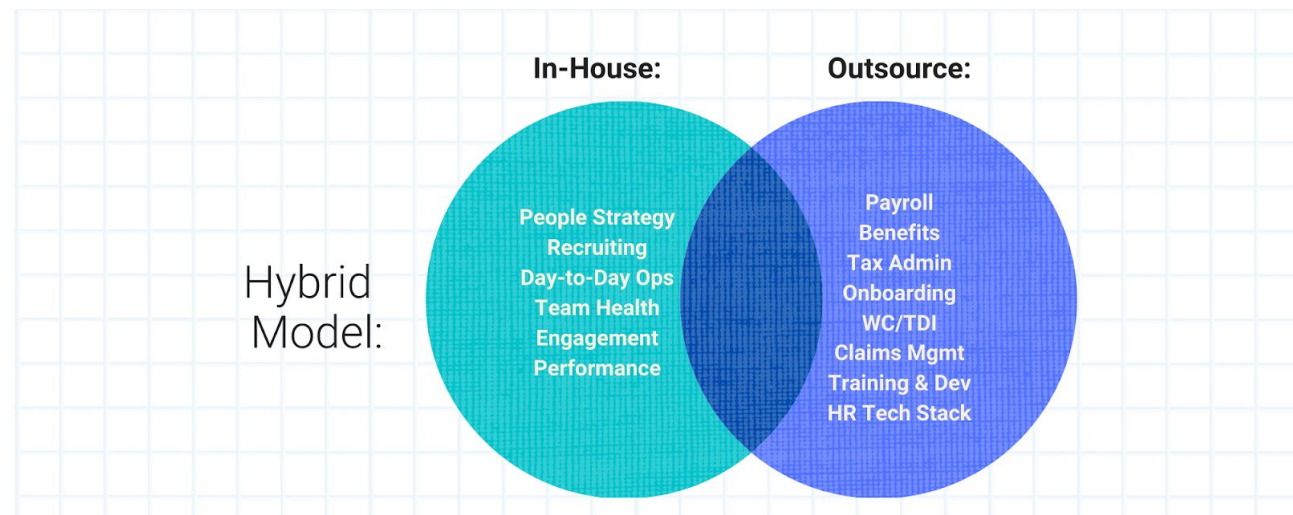 In-House:
Outsource:
Hybrid
Model:
People Strategy
Recruiting
Day-to-Day Ops
Team Health
Engagement
Performance
Payroll
Benefits
Tax Admin
Onboarding
WC/TDI
Claims Mgmt
Training & Dev
HR Tech Stack